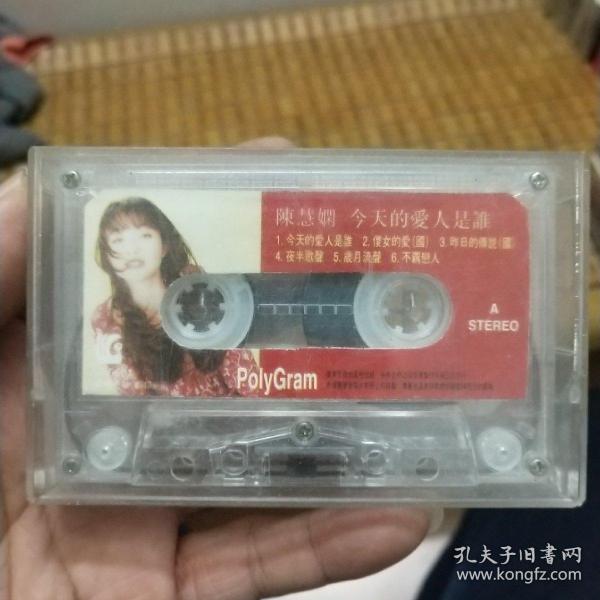 陳慧嫻 今天的愛人是誰
1.今天的愛人是誰 2.傻女的愛(國) 3.昨日的傳説(國)
4.夜半歌聲 5.歲月流聲 6.不羈戀人
A
STEREO
PolyGram
孔夫子旧书网
www.kongfz.com